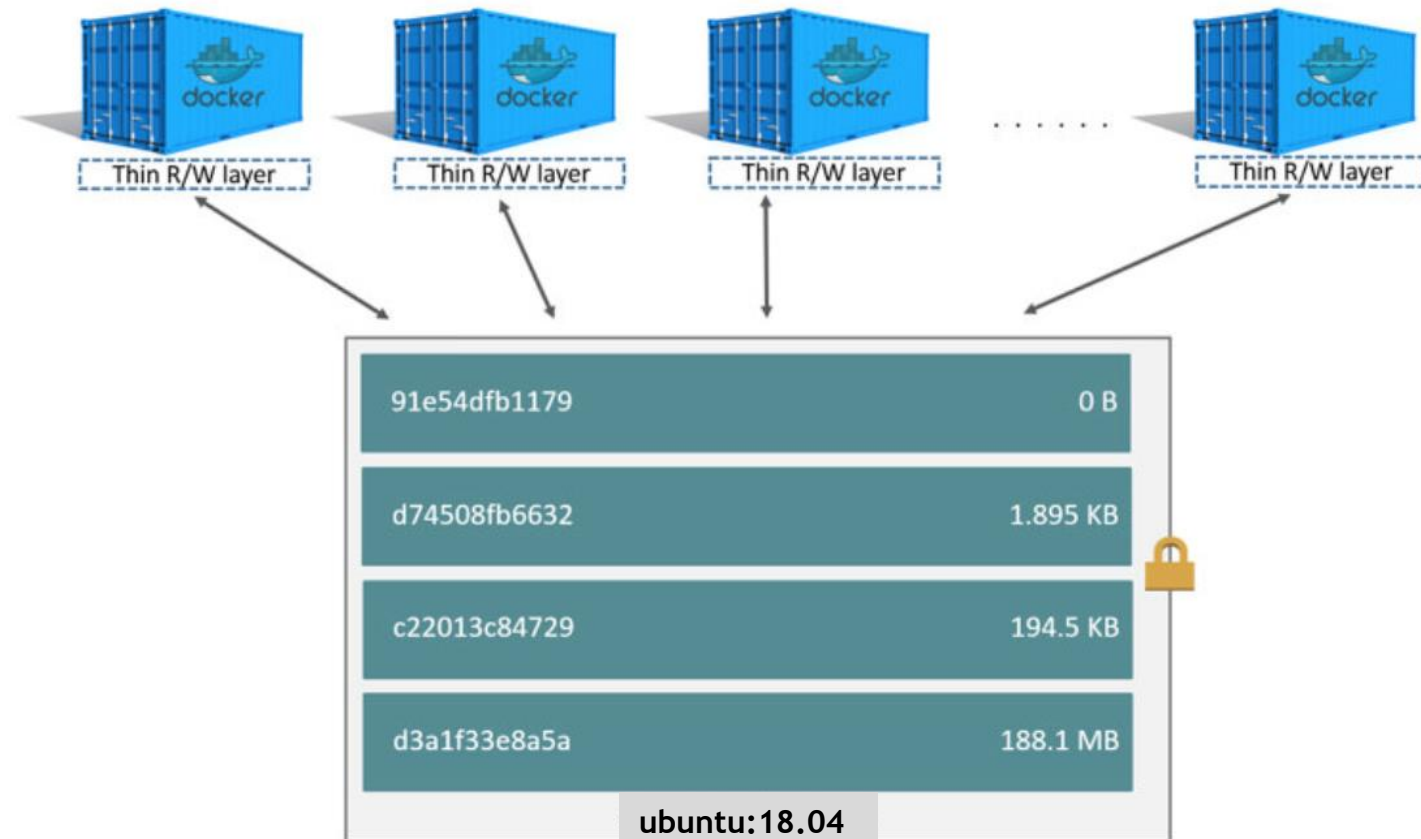 docker
docker
docker
docker
. . . . . .
Thin R/W layer
Thin R/W layer
Thin R/W layer
Thin R/W layer
91e54dfb1179 0 B
d74508fb6632 1.895 KB
c22013c84729 194.5 KB
d3a1f33e8a5a 188.1 MB
ubuntu:18.04